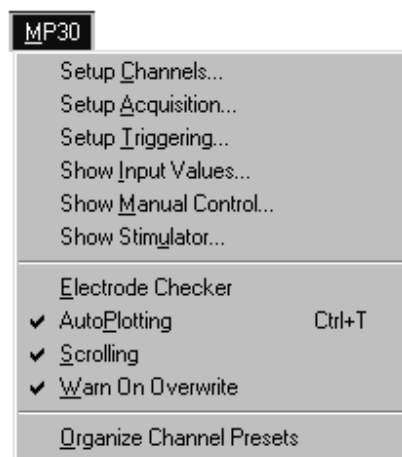 MP30
Setup Channels...
Setup Acquisition...
Setup Triggering...
Show Input Values...
Show Manual Control...
Show Stimulator...
Electrode Checker
AutoPlotting Ctrl+T
Scrolling
Warn On Overwrite
Organize Channel Presets